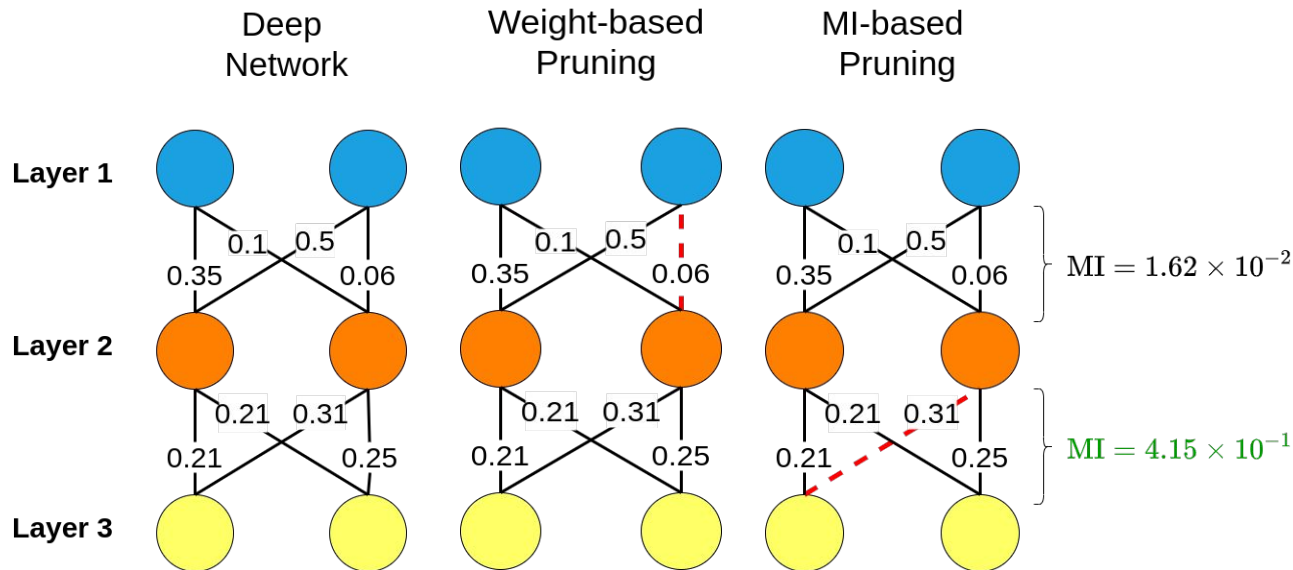 Deep
Network
Weight-based
Pruning
MI-based
Pruning
Layer 1
0.1 0.5 0.1 0.5 0.1 0.5
0.35 0.06 0.35 0.06 0.35 0.06
MI = 1.62 × 10⁻²
Layer 2
0.21 0.31 0.21 0.31 0.21 0.31
0.21 0.25 0.21 0.25 0.21 0.25
MI = 4.15 × 10⁻¹
Layer 3